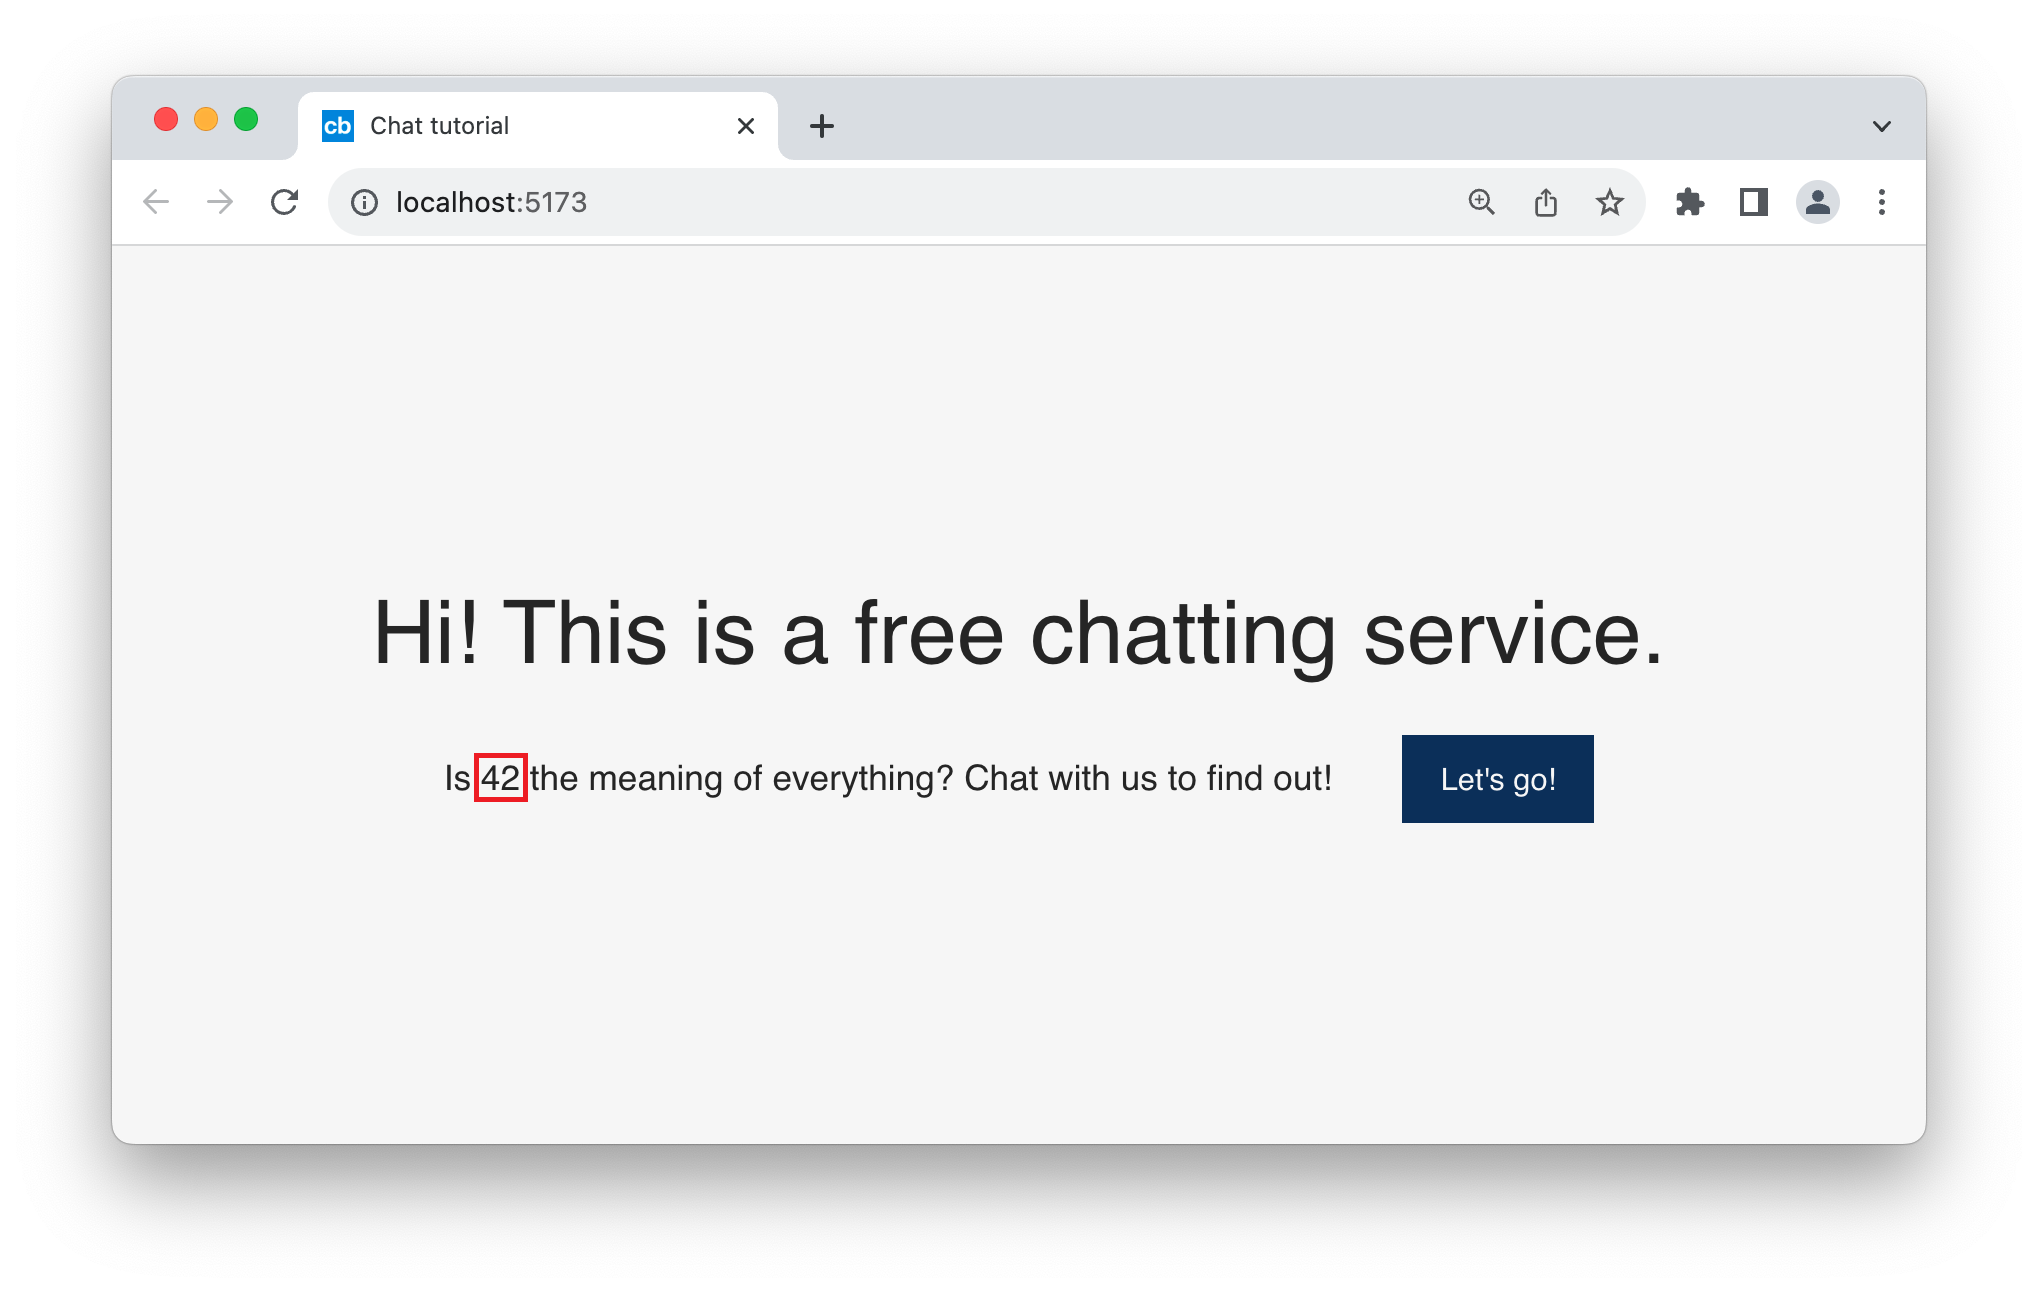 cb Chat tutorial
localhost:5173
Hi! This is a free chatting service.
Is 42 the meaning of everything? Chat with us to find out!
Let's go!